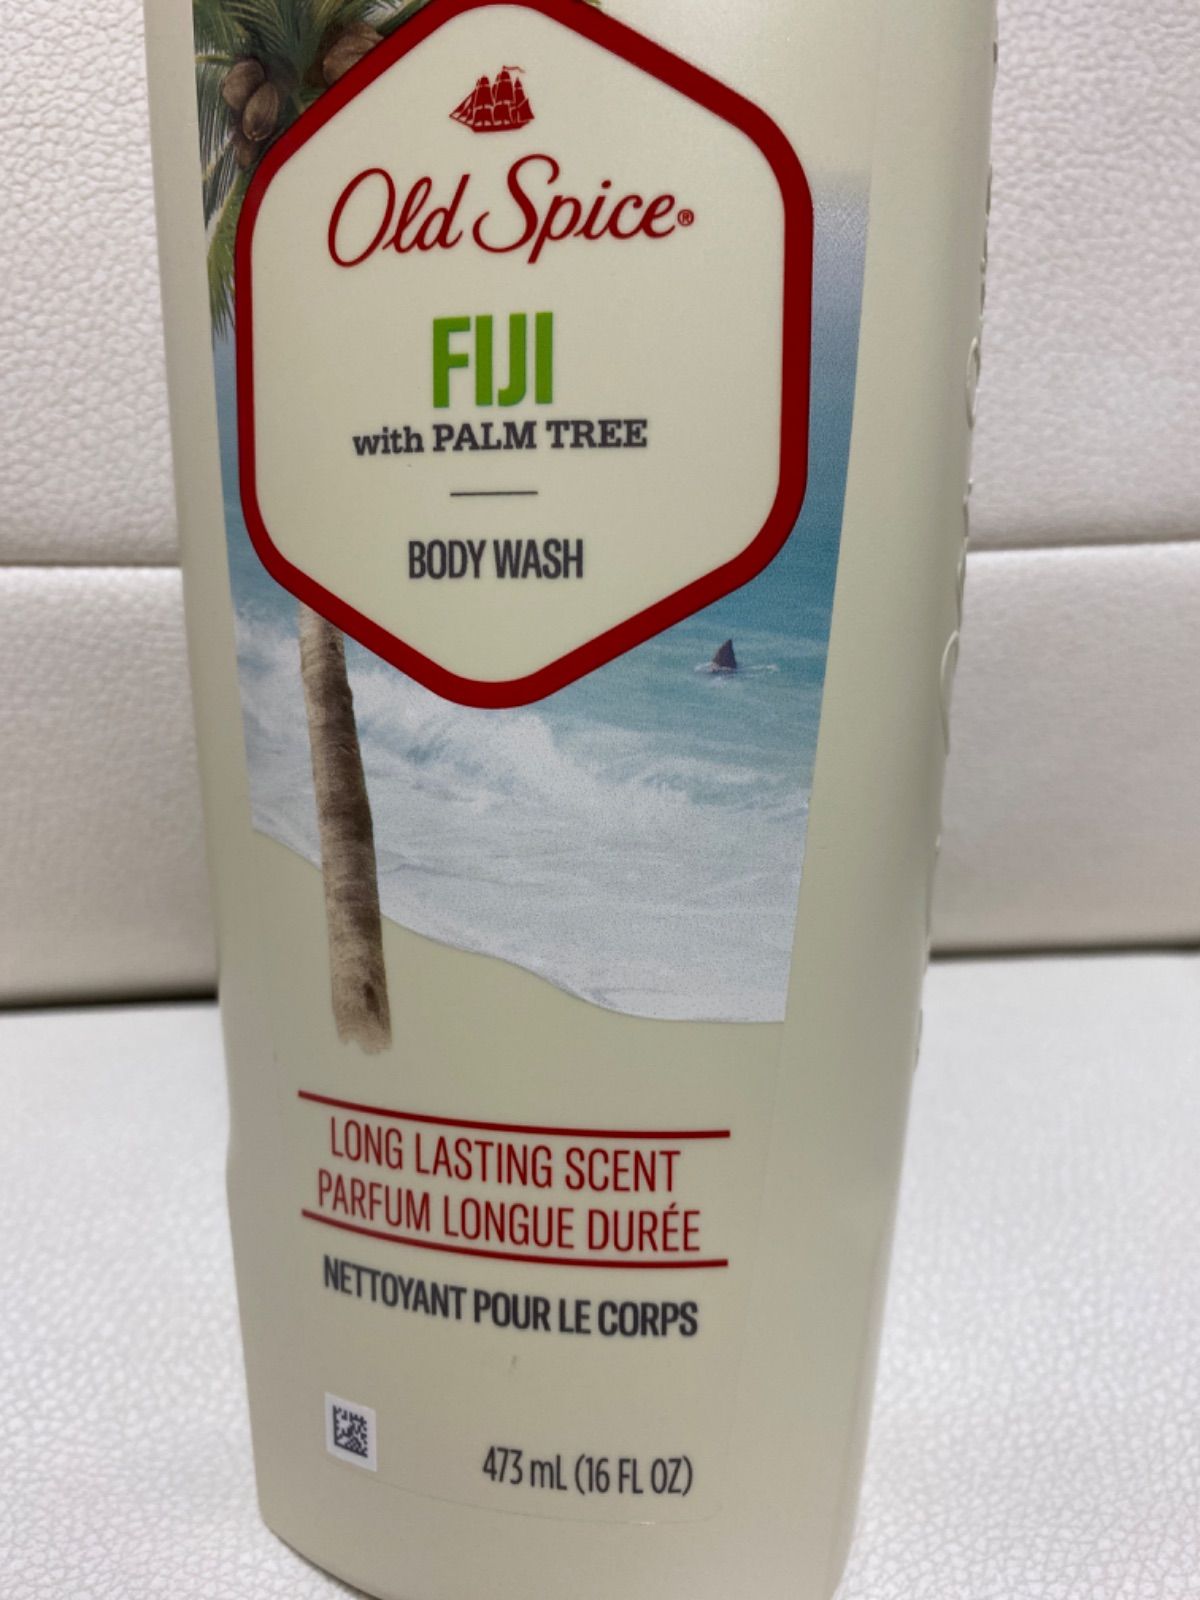 Old Spice®
FIJI
with PALM TREE
BODY WASH
LONG LASTING SCENT
PARFUM LONGUE DURÉE
NETTOYANT POUR LE CORPS
473 mL (16 FL OZ)